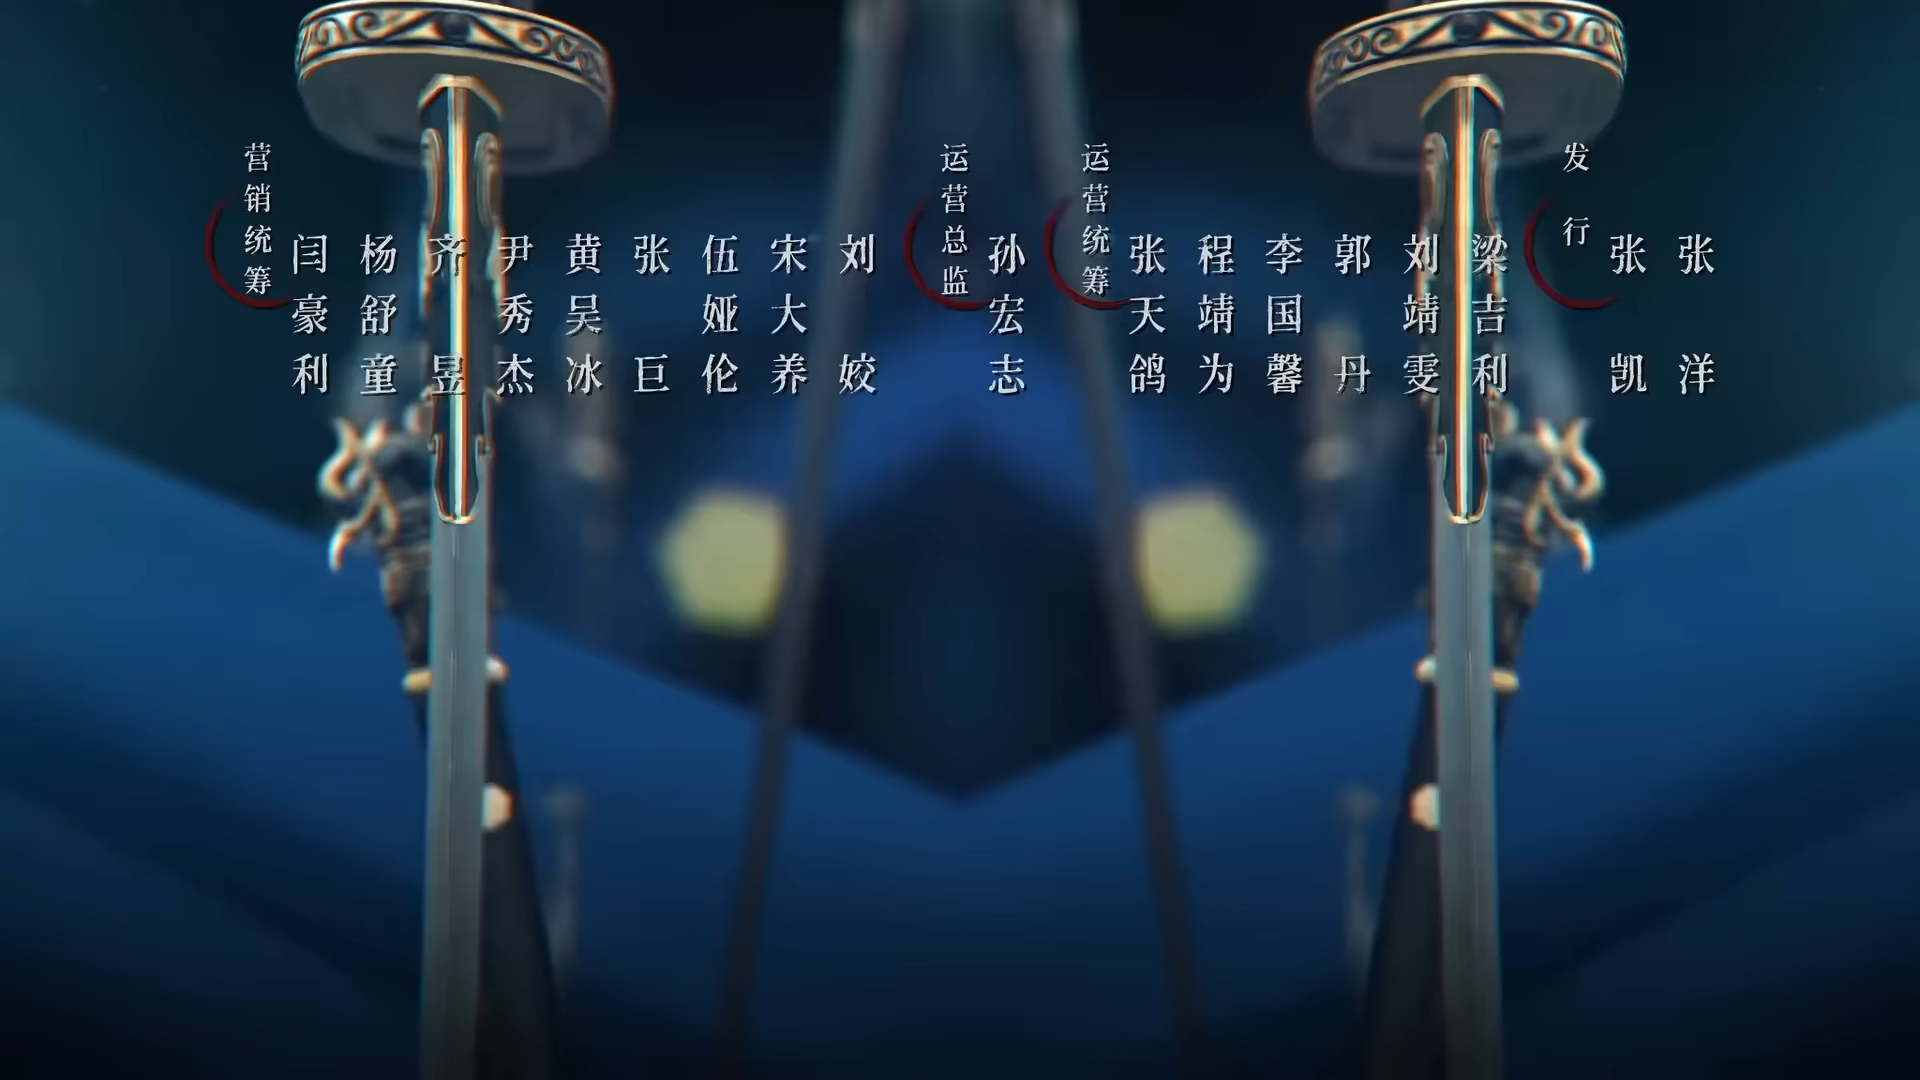 营销统筹
闫豪利
杨舒童
齐昱
尹秀杰
黄吴冰
张巨
伍娅伦
宋大养
刘姣
运营总监
孙宏志
运营统筹
张天鸽
程靖为
李国馨
郭丹
刘靖雯
梁吉利
发行
张凯
张洋